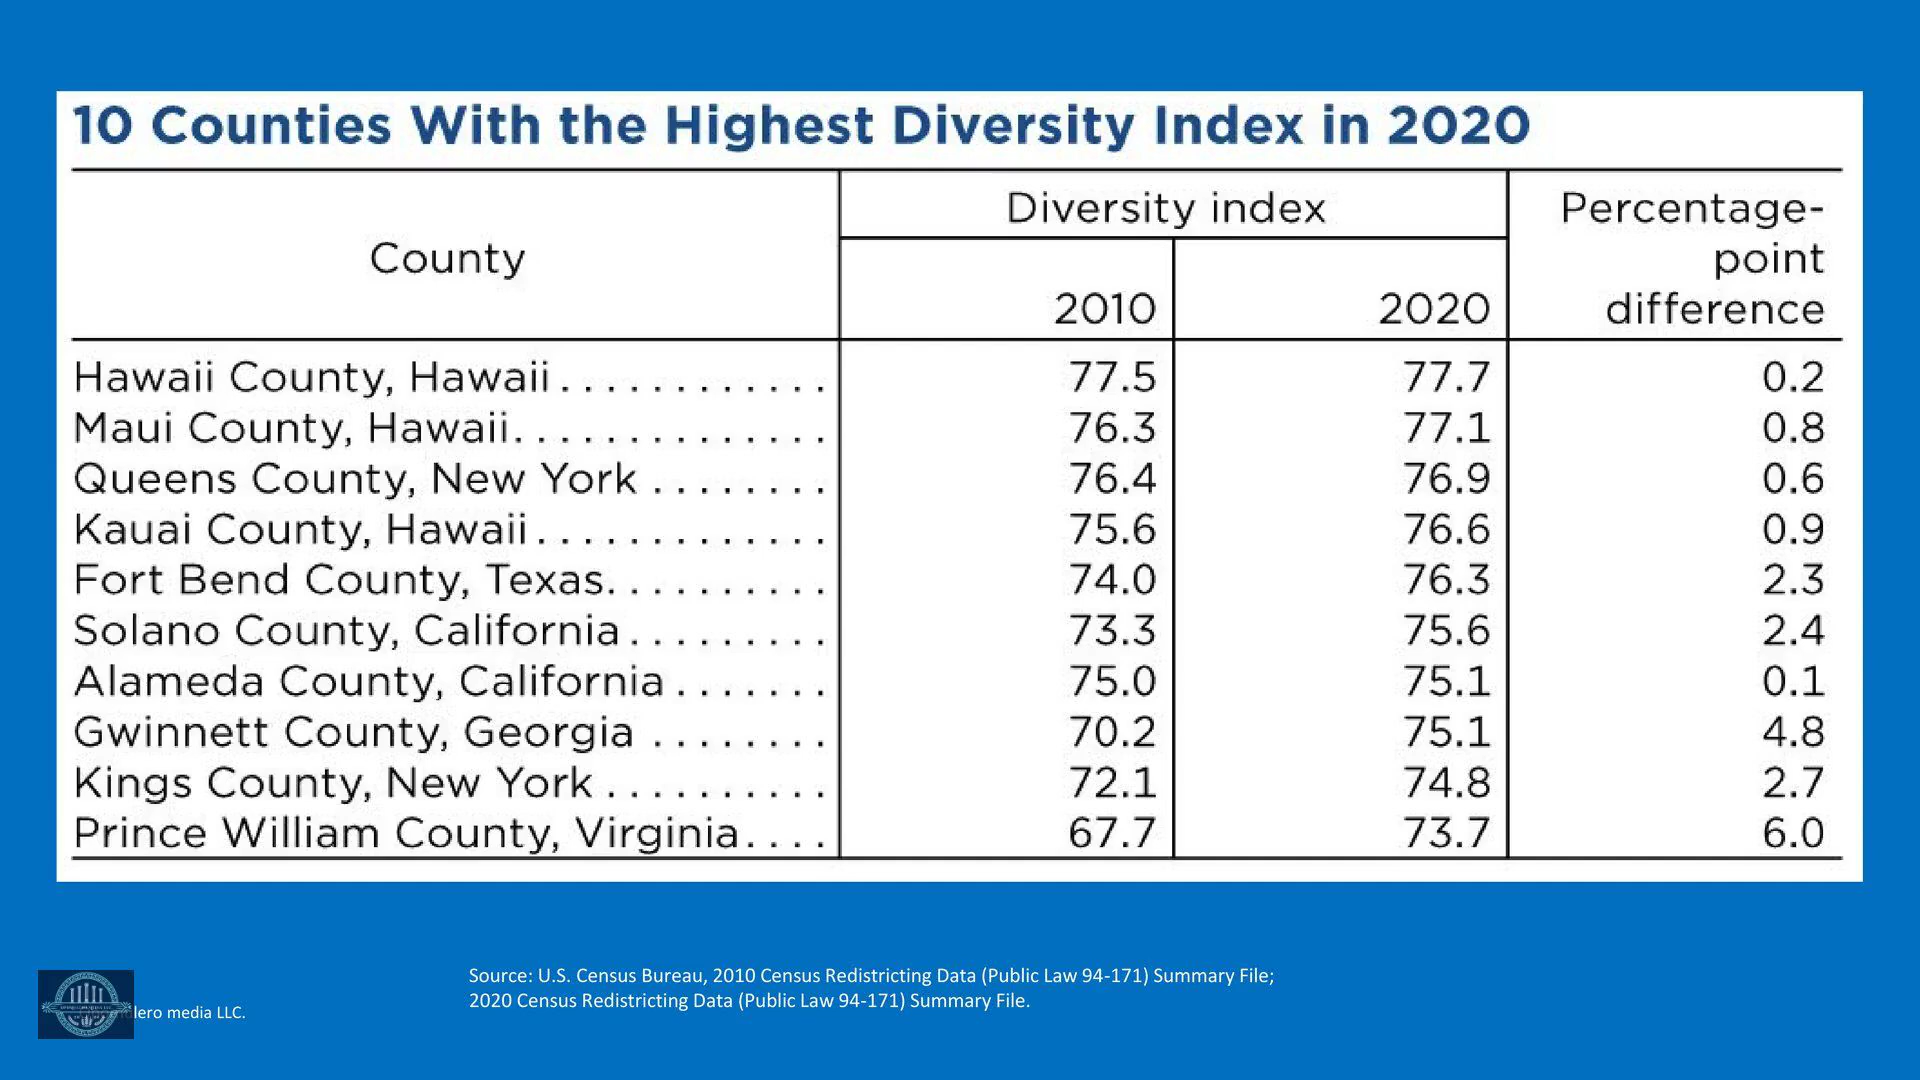 10 Counties With the Highest Diversity Index in 2020
County
Diversity index
2010
2020
Percentage-
point
difference
Hawaii County, Hawaii............ 77.5 77.7 0.2
Maui County, Hawaii.............. 76.3 77.1 0.8
Queens County, New York ........ 76.4 76.9 0.6
Kauai County, Hawaii............. 75.6 76.6 0.9
Fort Bend County, Texas.......... 74.0 76.3 2.3
Solano County, California......... 73.3 75.6 2.4
Alameda County, California....... 75.0 75.1 0.1
Gwinnett County, Georgia ........ 70.2 75.1 4.8
Kings County, New York.......... 72.1 74.8 2.7
Prince William County, Virginia.... 67.7 73.7 6.0
Source: U.S. Census Bureau, 2010 Census Redistricting Data (Public Law 94-171) Summary File;
2020 Census Redistricting Data (Public Law 94-171) Summary File.
media LLC.